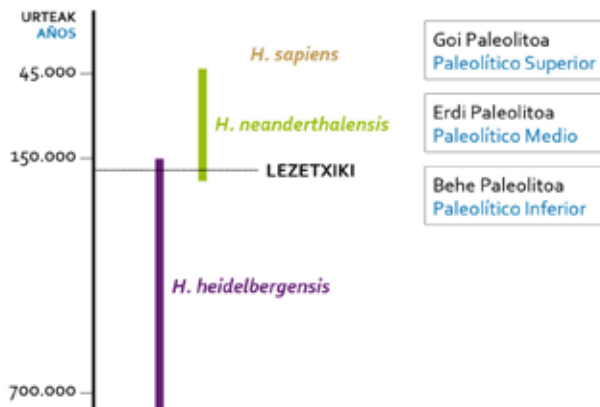 URTEAK
AÑOS
H. sapiens
45.000
H. neanderthalensis
150.000
LEZETXIKI
H. heidelbergensis
700.000
Goi Paleolitoa
Paleolítico Superior
Erdi Paleolitoa
Paleolítico Medio
Behe Paleolitoa
Paleolítico Inferior